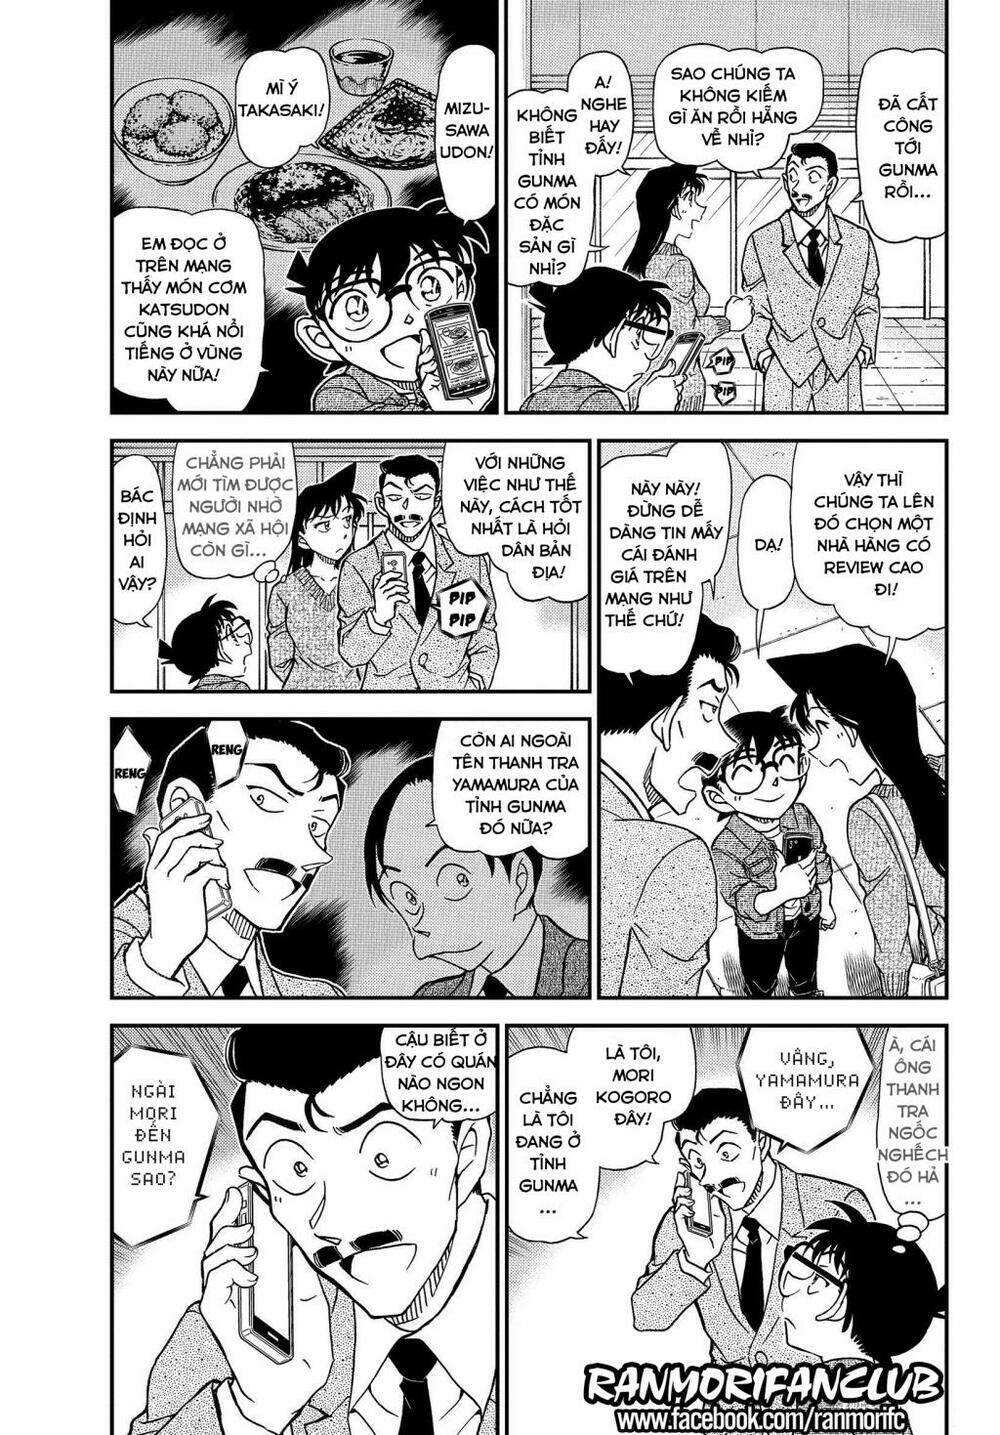 ĐÃ CẤT
CÔNG
TỚI
GUNMA
RỒI...
SAO CHÚNG TA
KHÔNG KIẾM
GÌ ĂN RỒI HẴNG
VỀ NHỈ?
A!
NGHE
HAY
ĐẤY!
KHÔNG
BIẾT TỈNH
GUNMA
CÓ MÓN
ĐẶC
SẢN GÌ
NHỈ?
PIP
PIP
MIZU-
SAWA
UDON!
MÌ Ý
TAKASAKI!
EM ĐỌC Ở
TRÊN MẠNG
THẤY MÓN CƠM
KATSUDON
CŨNG KHÁ NỔI
TIẾNG Ở VÙNG
NÀY NỮA!
VẬY THÌ
CHÚNG TA LÊN
ĐÓ CHỌN MỘT
NHÀ HÀNG CÓ
REVIEW CAO
ĐI!
DẠ!
NÀY NÀY!
ĐỪNG DỄ
DÀNG TIN MẤY
CÁI ĐÁNH
GIÁ TRÊN
MẠNG NHƯ
THẾ CHỨ!
VỚI NHỮNG
VIỆC NHƯ THẾ
NÀY, CÁCH TỐT
NHẤT LÀ HỎI
DÂN BẢN
ĐỊA!
PIP
PIP
CHẲNG PHẢI
MỚI TÌM ĐƯỢC
NGƯỜI NHỜ
MẠNG XÃ HỘI
CÒN GÌ...
BÁC
ĐỊNH
HỎI
AI
VẬY?
CÒN AI NGOÀI
TÊN THANH TRA
YAMAMURA CỦA
TỈNH GUNMA
ĐÓ NỮA?
RENG
RENG
À, CÁI
ÔNG
THANH
TRA
NGỐC
NGHẾCH
ĐÓ HẢ
...
VÂNG,
YAMAMURA
ĐÂY...
LÀ TÔI,
MORI
KOGORO
ĐÂY!
CHẲNG
LÀ TÔI
ĐANG Ở
TỈNH
GUNMA
...
CẬU BIẾT Ở
ĐÂY CÓ QUÁN
NÀO NGON
KHÔNG...
NGÀI
MORI
ĐẾN
GUNMA
SAO?
RANMORIFANCLUB
www.facebook.com/ranmorifc